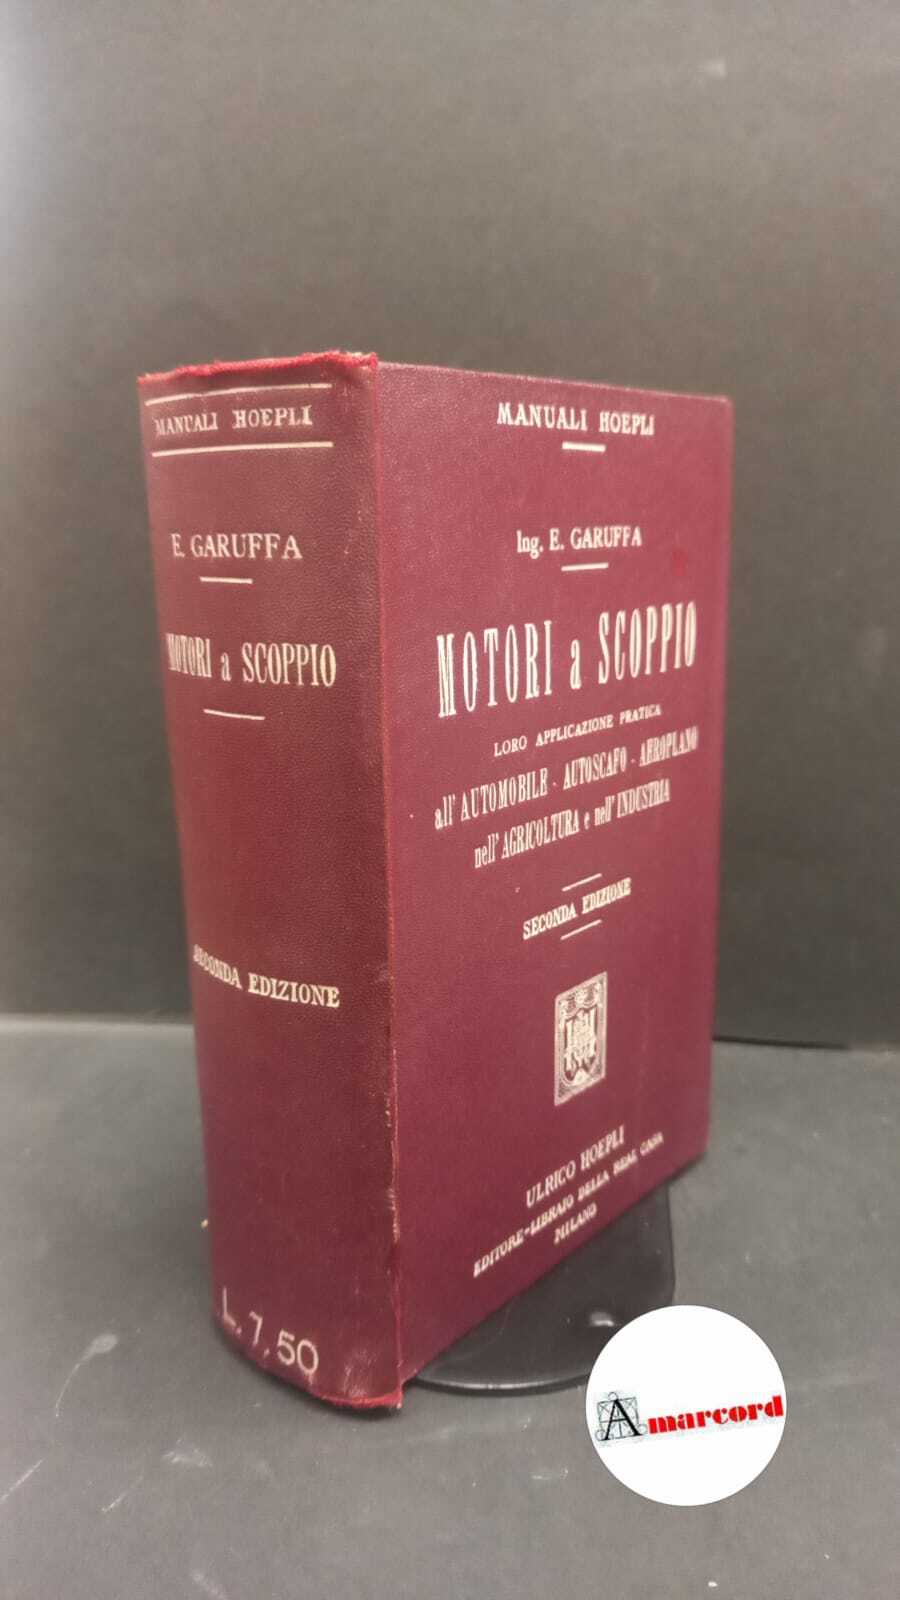 MANUALI HOEPLI
E. GARUFFA
MOTORI a SCOPPIO
SECONDA EDIZIONE
L. 7,50
MANUALI HOEPLI
Ing. E. GARUFFA
MOTORI a SCOPPIO
LORO APPLICAZIONE PRATICA
all' AUTOMOBILE - AUTOSCAFO - AEROPLANO
nell' AGRICOLTURA e nell' INDUSTRIA
SECONDA EDIZIONE
ULRICO HOEPLI
EDITORE-LIBRAIO DELLA REAL CASA
MILANO
Amarcord